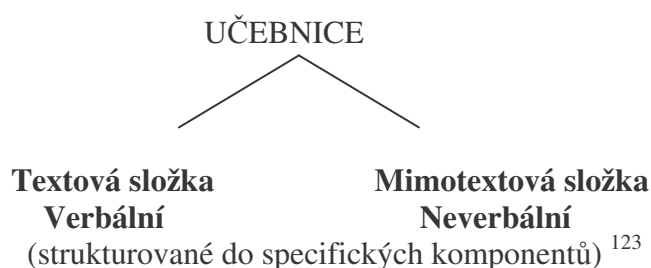 UČEBNICE
Textová složka Mimotextová složka
Verbální Neverbální
(strukturované do specifických komponentů) 123